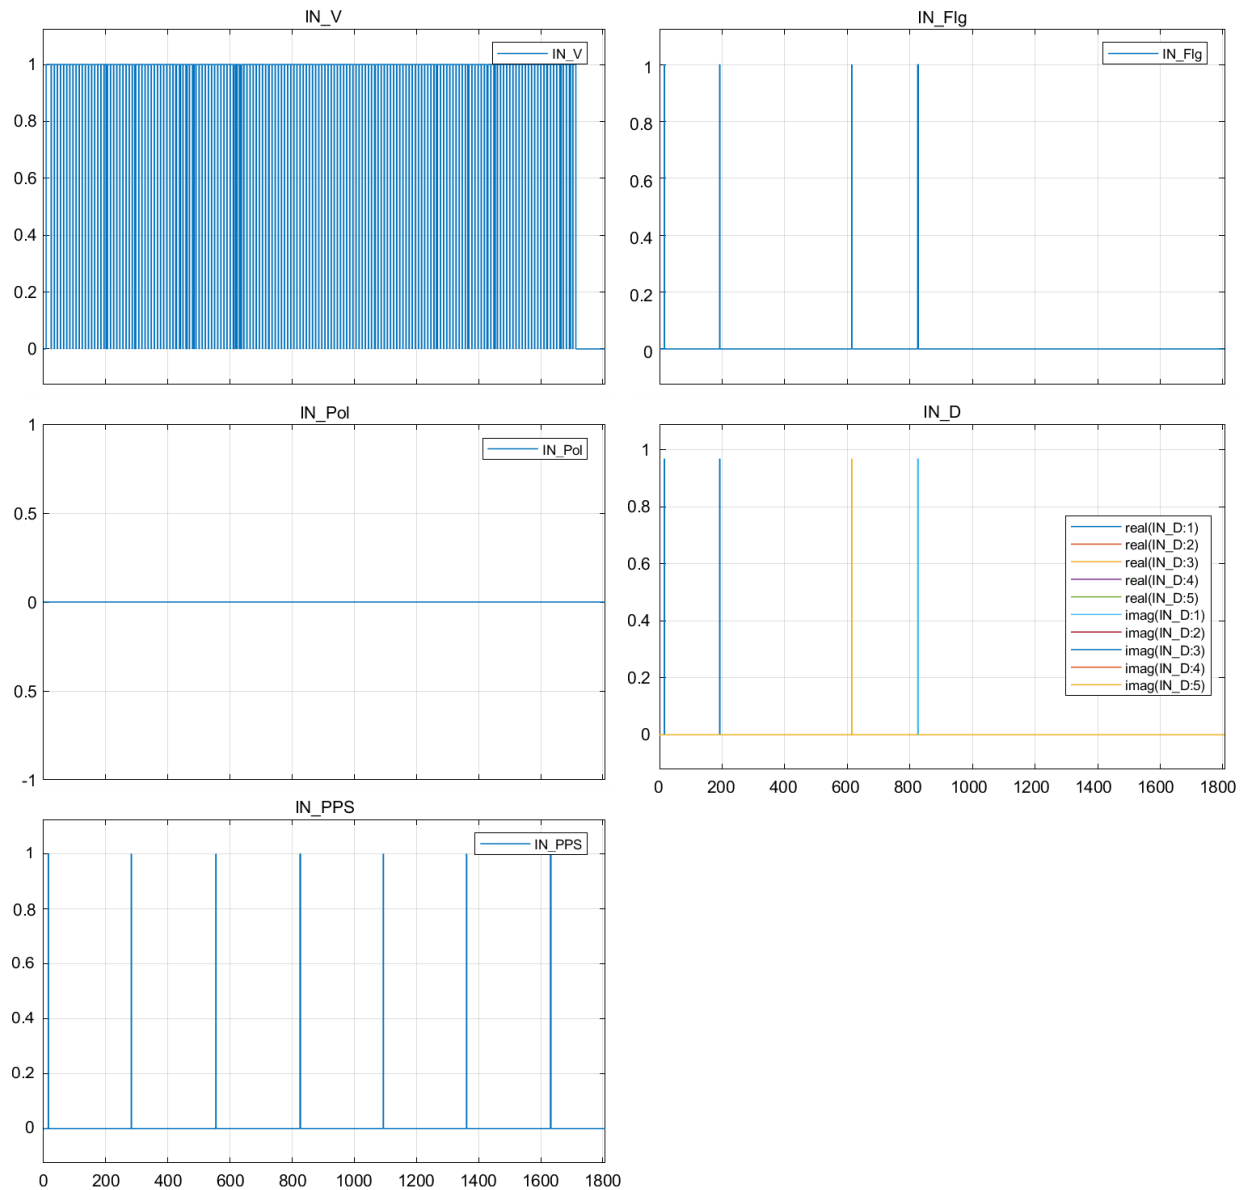 IN_V
IN_V
1
0.8
0.6
0.4
0.2
0
IN_Flg
IN_Flg
1
0.8
0.6
0.4
0.2
0
IN_Pol
IN_Pol
1
0.5
0
0.5
-1
IN_D
1
0.8
0.6
0.4
0.2
0
real(IN_D:1)
real(IN_D:2)
real(IN_D:3)
real(IN_D:4)
real(IN_D:5)
imag(IN_D:1)
imag(IN_D:2)
imag(IN_D:3)
imag(IN_D:4)
imag(IN_D:5)
0 200 400 600 800 1000 1200 1400 1600 1800
IN_PPS
IN_PPS
1
0.8
0.6
0.4
0.2
0
0 200 400 600 800 1000 1200 1400 1600 1800